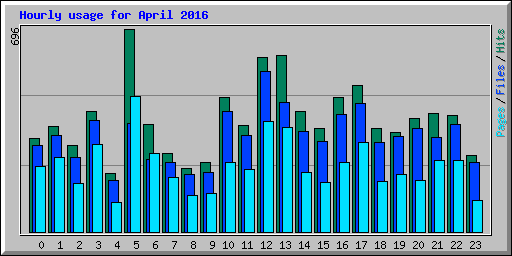 Hourly usage for April 2016
696
Pages/Files/Hits
0 1 2 3 4 5 6 7 8 9 10 11 12 13 14 15 16 17 18 19 20 21 22 23